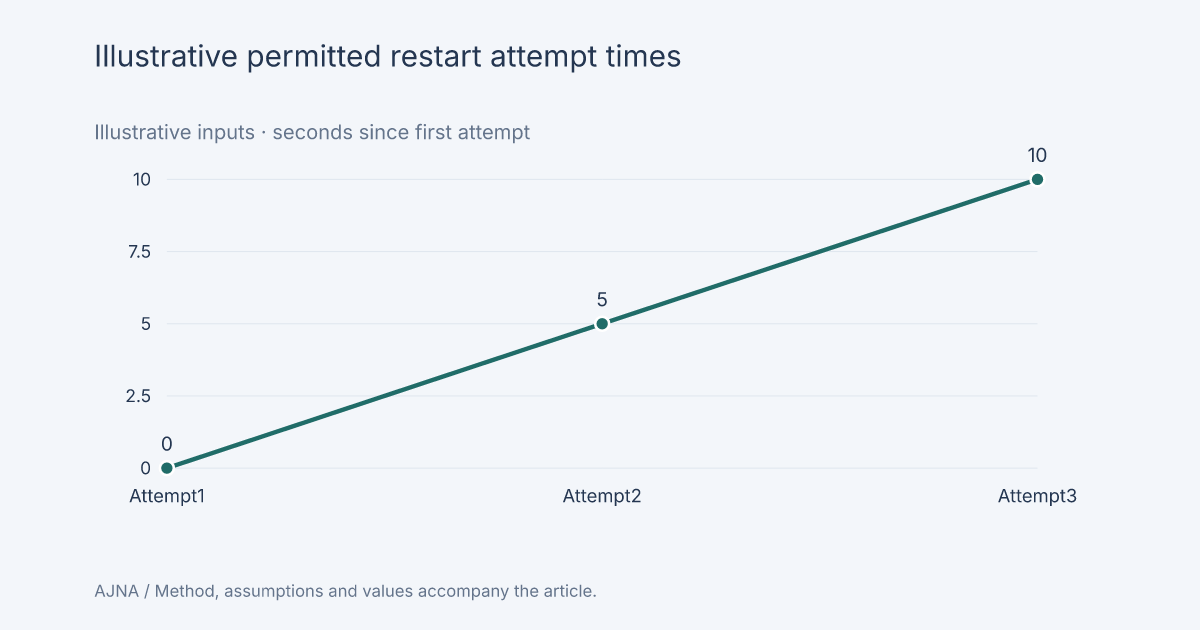 Illustrative permitted restart attempt times
Illustrative inputs · seconds since first attempt
10
10
7.5
5
5
2.5
0
0
Attempt1
Attempt2
Attempt3
AJNA / Method, assumptions and values accompany the article.